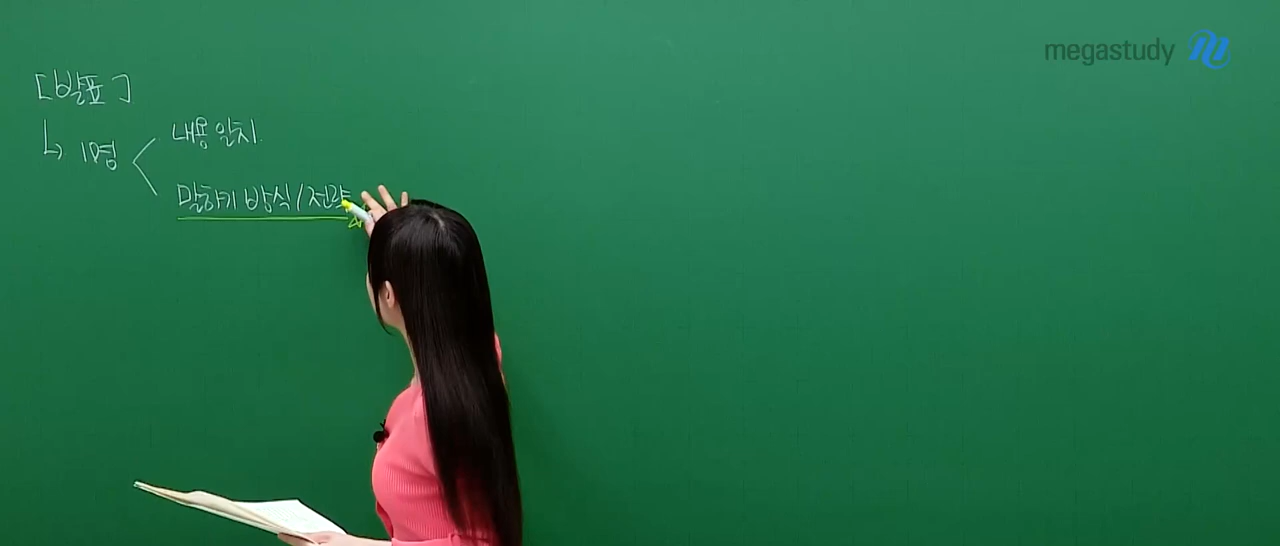 megastudy
[발표]
↳ 1명 < 내용 일치.
말하기 방식 / 전략 ☆